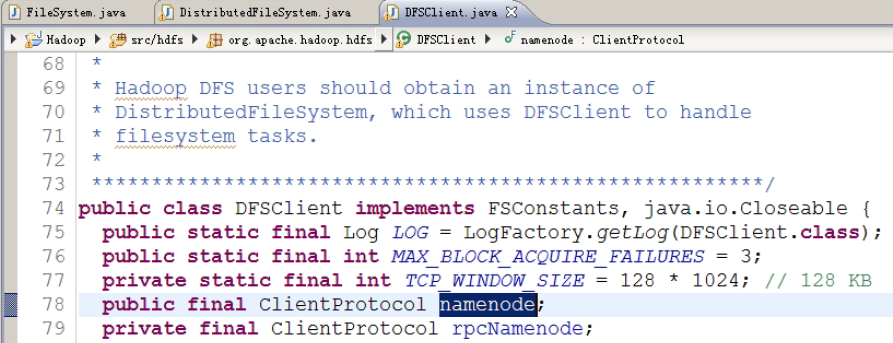 FileSystem.java DistributedFileSystem.java DFSClient.java
Hadoop src/hdfs org.apache.hadoop.hdfs DFSClient namenode : ClientProtocol
68 *
69 * Hadoop DFS users should obtain an instance of
70 * DistributedFileSystem, which uses DFSClient to handle
71 * filesystem tasks.
72 *
73 ********************************************************/
74 public class DFSClient implements FSConstants, java.io.Closeable {
75 public static final Log LOG = LogFactory.getLog(DFSClient.class);
76 public static final int MAX_BLOCK_ACQUIRE_FAILURES = 3;
77 private static final int TCP_WINDOW_SIZE = 128 * 1024; // 128 KB
78 public final ClientProtocol namenode;
79 private final ClientProtocol rpcNamenode;